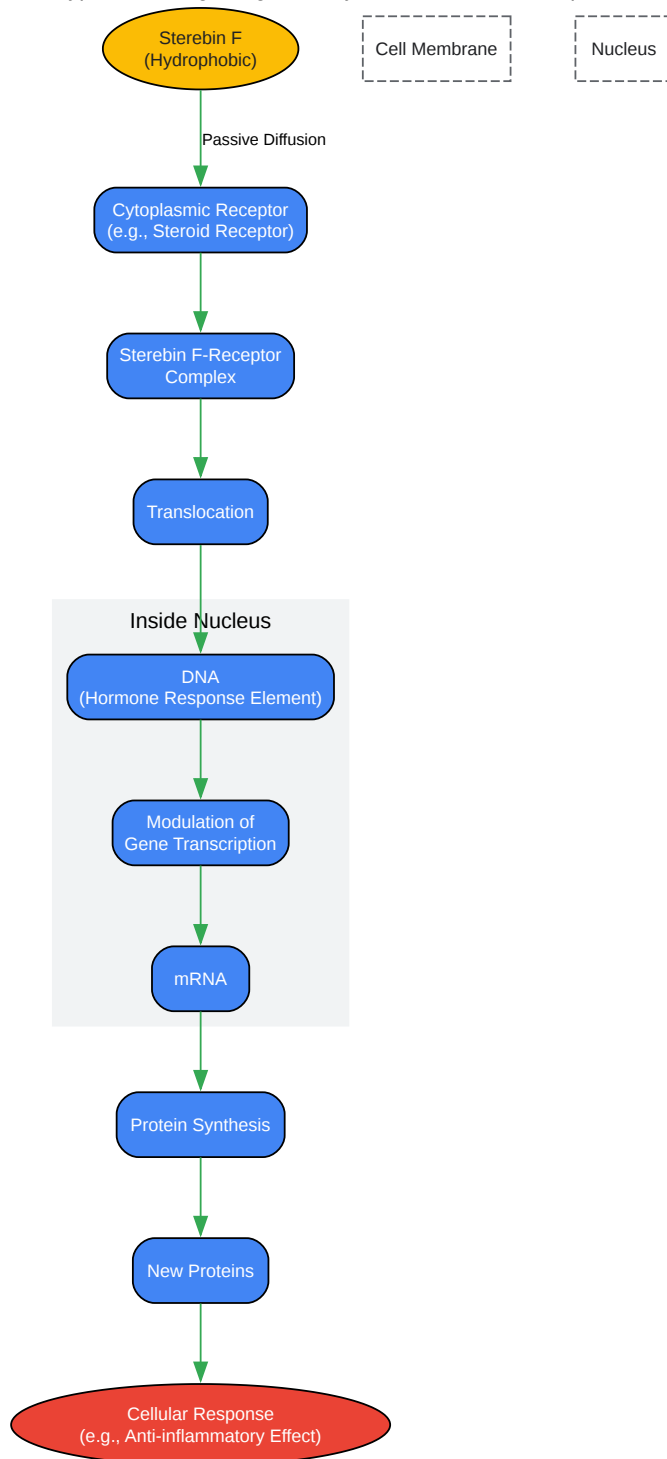 Sterebin F
(Hydrophobic)
Cell Membrane
Nucleus
Passive Diffusion
Cytoplasmic Receptor
(e.g., Steroid Receptor)
Sterebin F-Receptor
Complex
Translocation
Inside Nucleus
DNA
(Hormone Response Element)
Modulation of
Gene Transcription
mRNA
Protein Synthesis
New Proteins
Cellular Response
(e.g., Anti-inflammatory Effect)